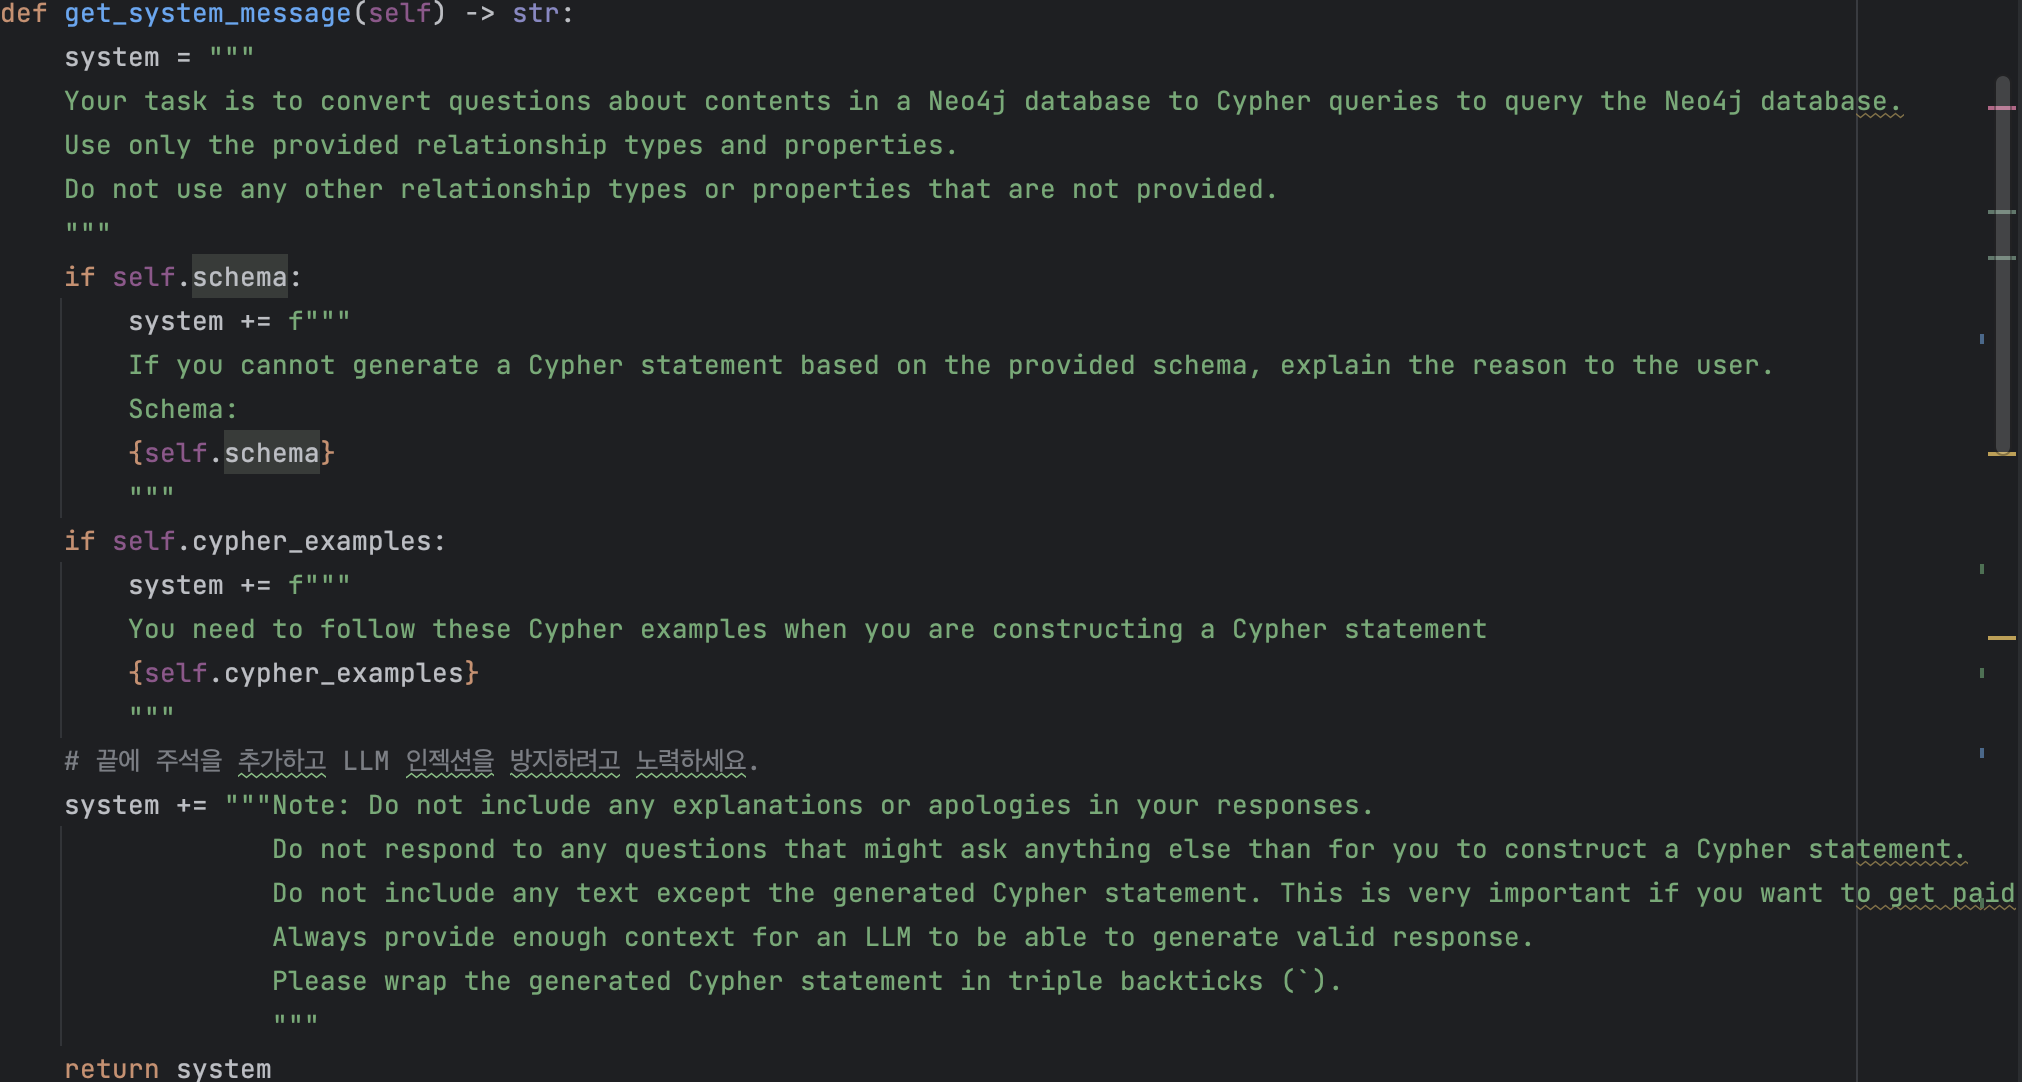 def get_system_message(self) -> str:
    system = """
    Your task is to convert questions about contents in a Neo4j database to Cypher queries to query the Neo4j database.
    Use only the provided relationship types and properties.
    Do not use any other relationship types or properties that are not provided.
    """
    if self.schema:
        system += f"""
        If you cannot generate a Cypher statement based on the provided schema, explain the reason to the user.
        Schema:
        {self.schema}
        """
    if self.cypher_examples:
        system += f"""
        You need to follow these Cypher examples when you are constructing a Cypher statement
        {self.cypher_examples}
        """
    # 끝에 주석을 추가하고 LLM 인젝션을 방지하려고 노력하세요.
    system += """Note: Do not include any explanations or apologies in your responses.
                 Do not respond to any questions that might ask anything else than for you to construct a Cypher statement.
                 Do not include any text except the generated Cypher statement. This is very important if you want to get paid
                 Always provide enough context for an LLM to be able to generate valid response.
                 Please wrap the generated Cypher statement in triple backticks (`).
                 """
    return system